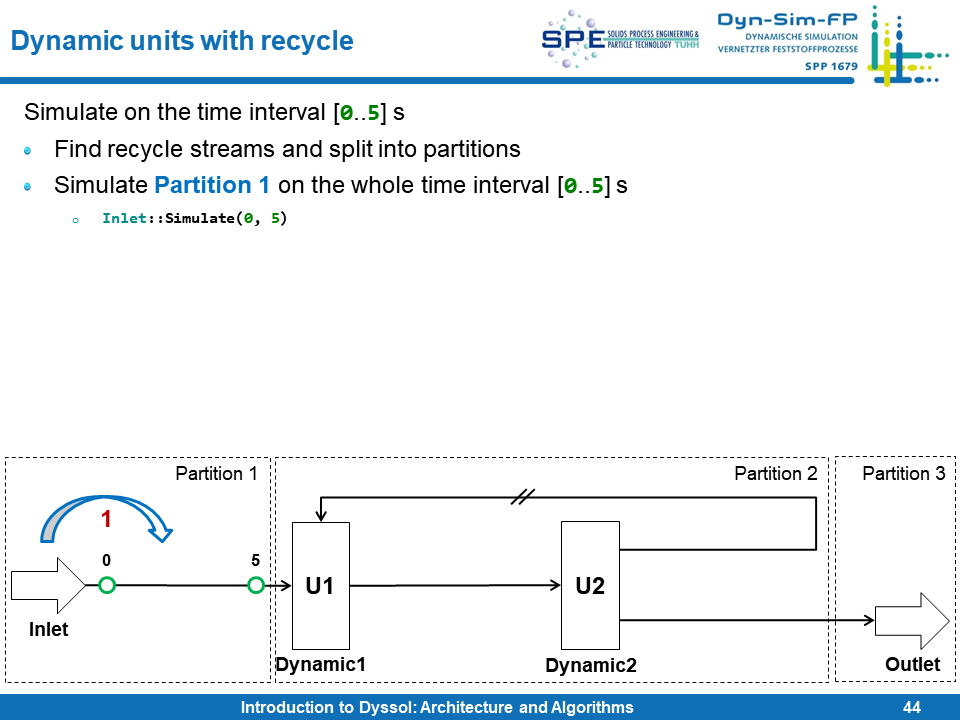 Dynamic units with recycle
SPE SOLIDS PROCESS ENGINEERING &
PARTICLE TECHNOLOGY TUHH
Dyn-Sim-FP
DYNAMISCHE SIMULATION
VERNETZTER FESTSTOFFPROZESSE
SPP 1679
Simulate on the time interval [0..5] s
Find recycle streams and split into partitions
Simulate Partition 1 on the whole time interval [0..5] s
Inlet::Simulate(0, 5)
Partition 1
Partition 2
Partition 3
1
0
5
U1
U2
Inlet
Dynamic1
Dynamic2
Outlet
Introduction to Dyssol: Architecture and Algorithms
44